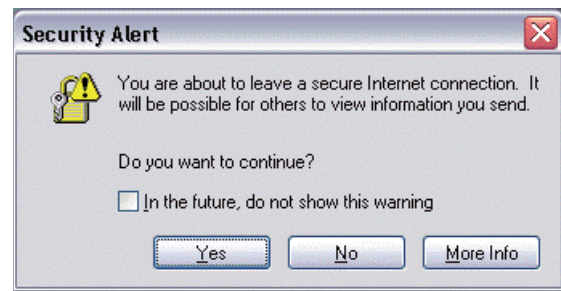 Security Alert
You are about to leave a secure Internet connection. It
will be possible for others to view information you send.
Do you want to continue?
In the future, do not show this warning
Yes No More Info